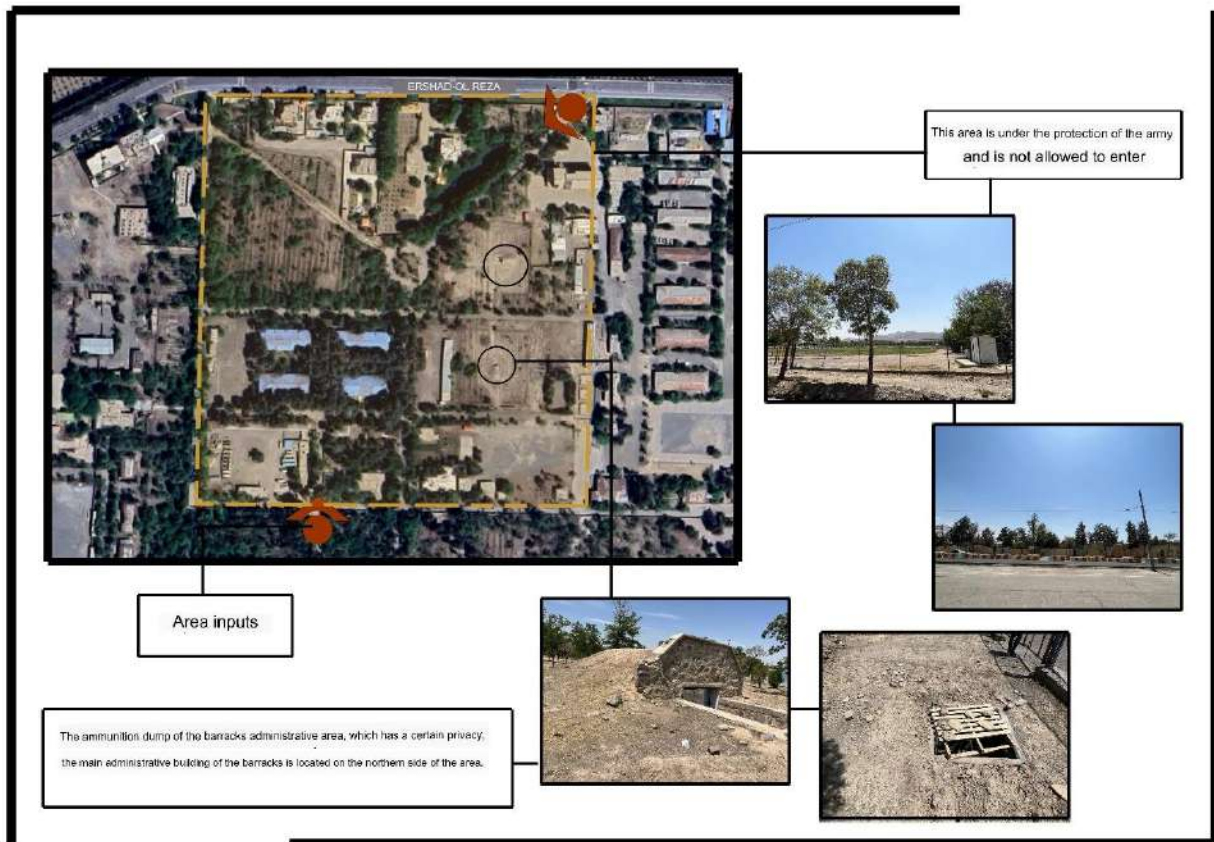 ERSHAD-OL REZA
This area is under the protection of the army
and is not allowed to enter
Area inputs
The ammunition dump of the barracks administrative area, which has a certain privacy,
the main administrative building of the barracks is located on the northern side of the area.